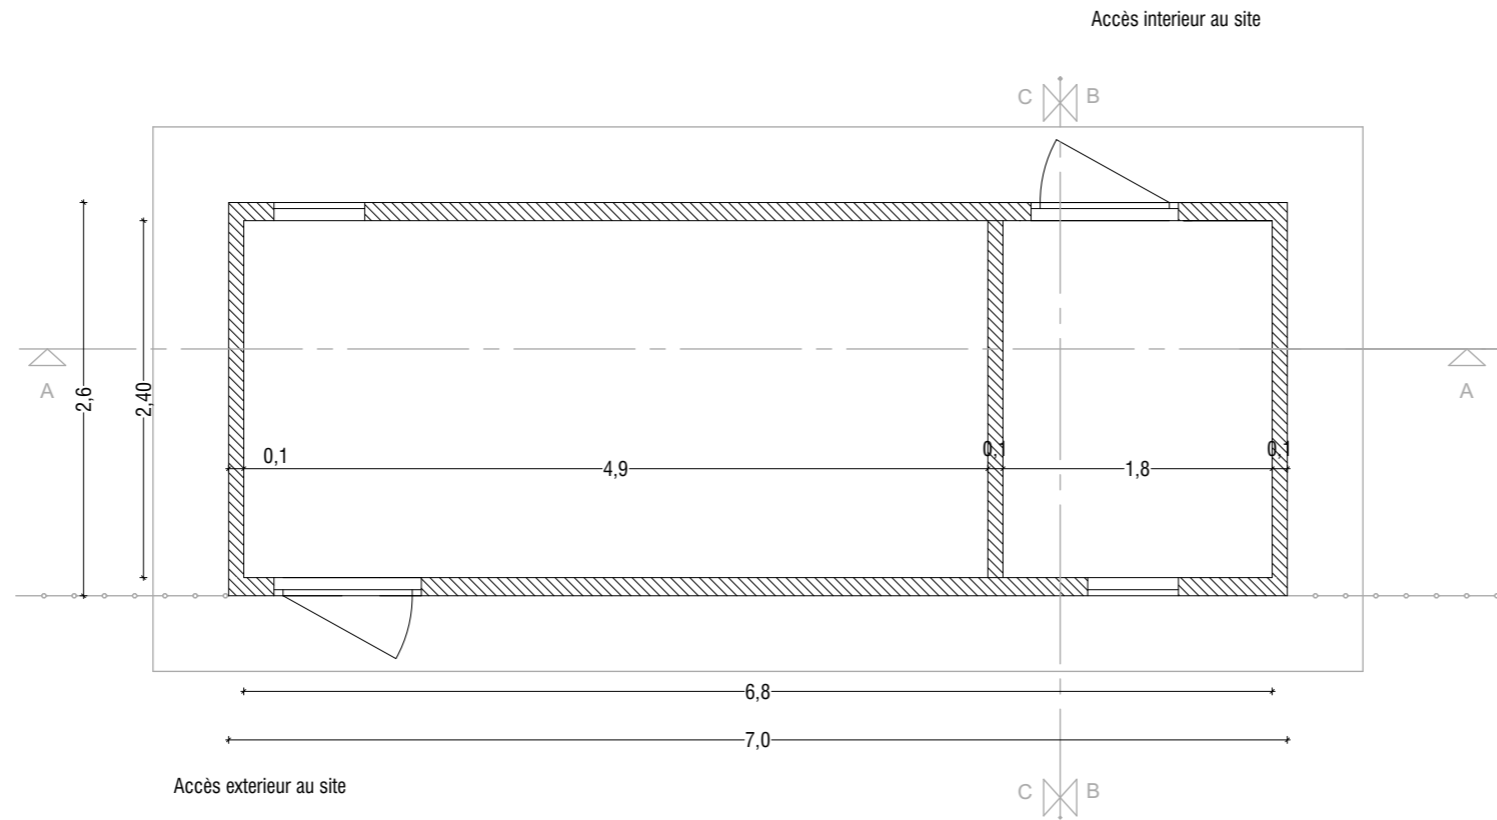 Accès interieur au site
C B
A A
2,6
2,40
0,1
4,9
0,1
1,8
0,1
6,8
7,0
Accès exterieur au site
C B